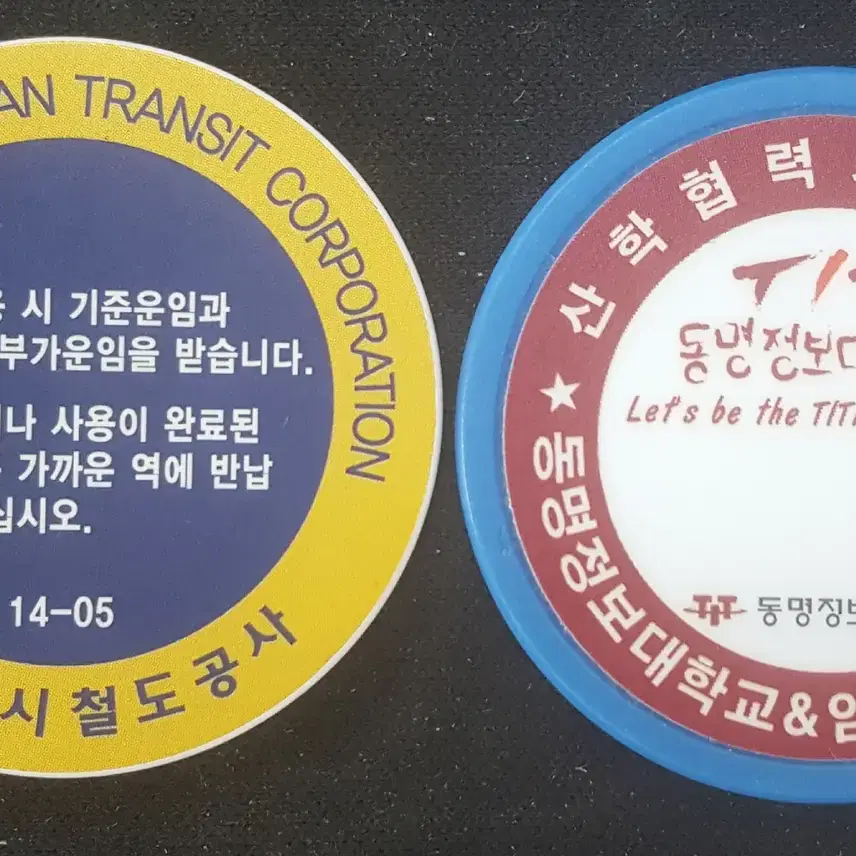 AN TRANSIT CORPORATION
시 기준운임과
부가운임을 받습니다.
나 사용이 완료된
가까운 역에 반납
십시오.
14-05
시철도공사
산학협력
동명정보대
Let's be the TIT
동명정보
★ 동명정보대학교&임